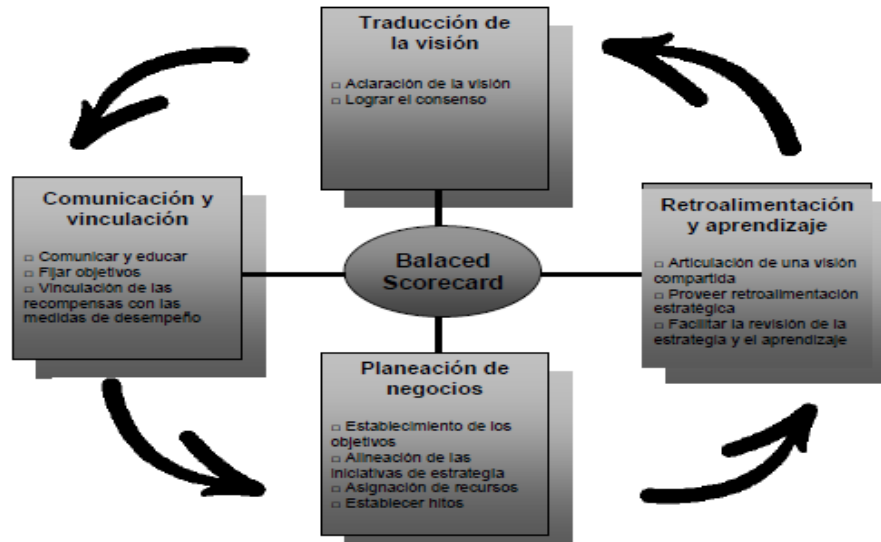 Traducción de
la visión
□ Aclaración de la visión
□ Lograr el consenso
Comunicación y
vinculación
□ Comunicar y educar
□ Fijar objetivos
□ Vinculación de las
recompensas con las
medidas de desempeño
Balaced
Scorecard
Retroalimentación
y aprendizaje
□ Articulación de una visión
compartida
□ Proveer retroalimentación
estratégica
□ Facilitar la revisión de la
estrategia y el aprendizaje
Planeación de
negocios
□ Establecimiento de los
objetivos
□ Alineación de las
iniciativas de estrategia
□ Asignación de recursos
□ Establecer hitos